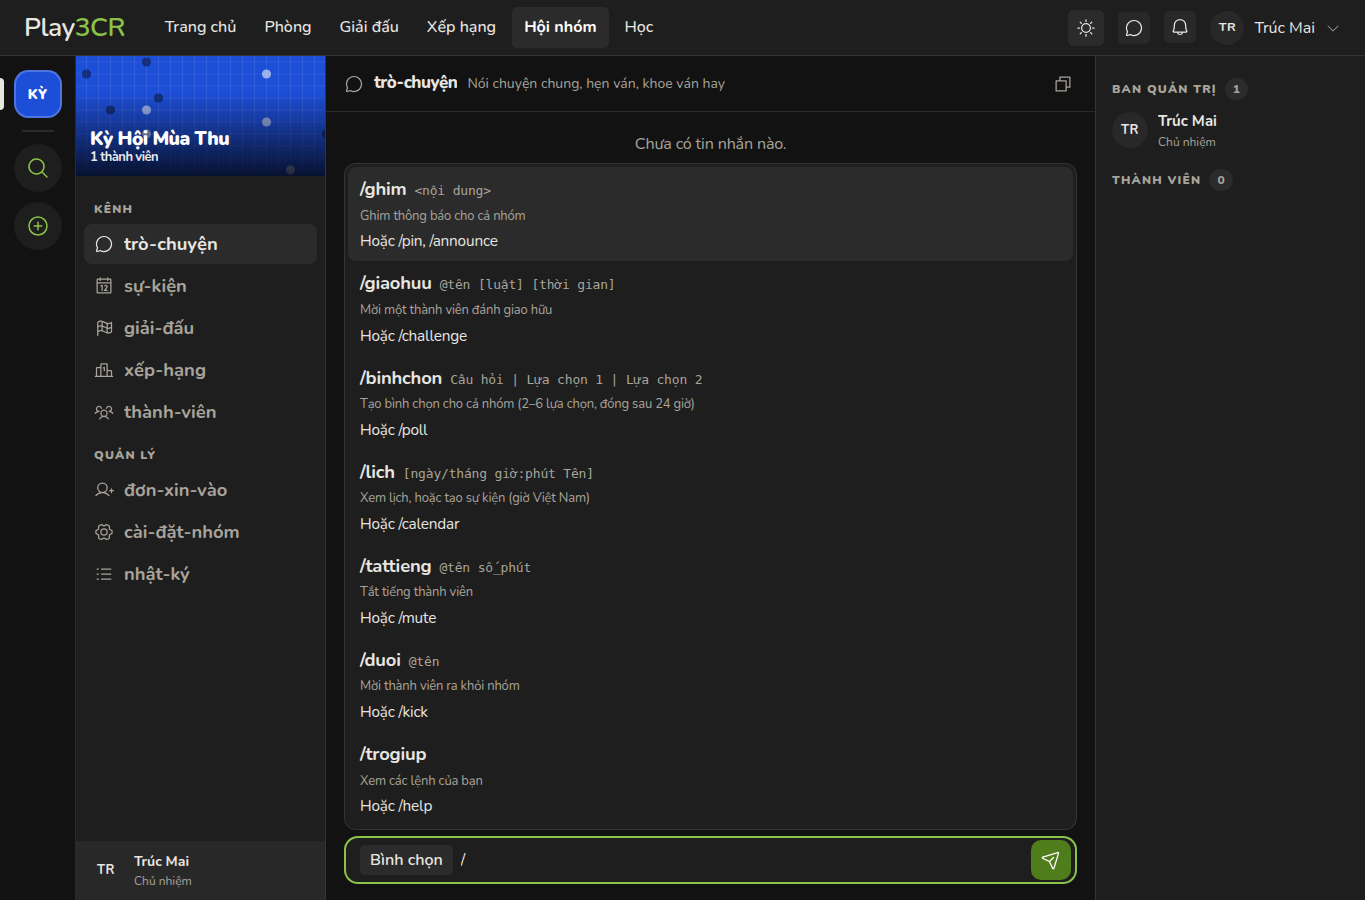 Play3CR
Trang chủ
Phòng
Giải đấu
Xếp hạng
Hội nhóm
Học
TR
Trúc Mai
KỲ
Kỳ Hội Mùa Thu
1 thành viên
KÊNH
trò-chuyện
sự-kiện
giải-đấu
xếp-hạng
thành-viên
QUẢN LÝ
đơn-xin-vào
cài-đặt-nhóm
nhật-ký
TR
Trúc Mai
Chủ nhiệm
trò-chuyện Nói chuyện chung, hẹn ván, khoe ván hay
Chưa có tin nhắn nào.
/ghim <nội dung>
Ghim thông báo cho cả nhóm
Hoặc /pin, /announce
/giaohuu @tên [luật] [thời gian]
Mời một thành viên đánh giao hữu
Hoặc /challenge
/binhchon Câu hỏi | Lựa chọn 1 | Lựa chọn 2
Tạo bình chọn cho cả nhóm (2–6 lựa chọn, đóng sau 24 giờ)
Hoặc /poll
/lich [ngày/tháng giờ:phút Tên]
Xem lịch, hoặc tạo sự kiện (giờ Việt Nam)
Hoặc /calendar
/tattieng @tên số_phút
Tắt tiếng thành viên
Hoặc /mute
/duoi @tên
Mời thành viên ra khỏi nhóm
Hoặc /kick
/trogiup
Xem các lệnh của bạn
Hoặc /help
Bình chọn /
BAN QUẢN TRỊ 1
TR
Trúc Mai
Chủ nhiệm
THÀNH VIÊN 0